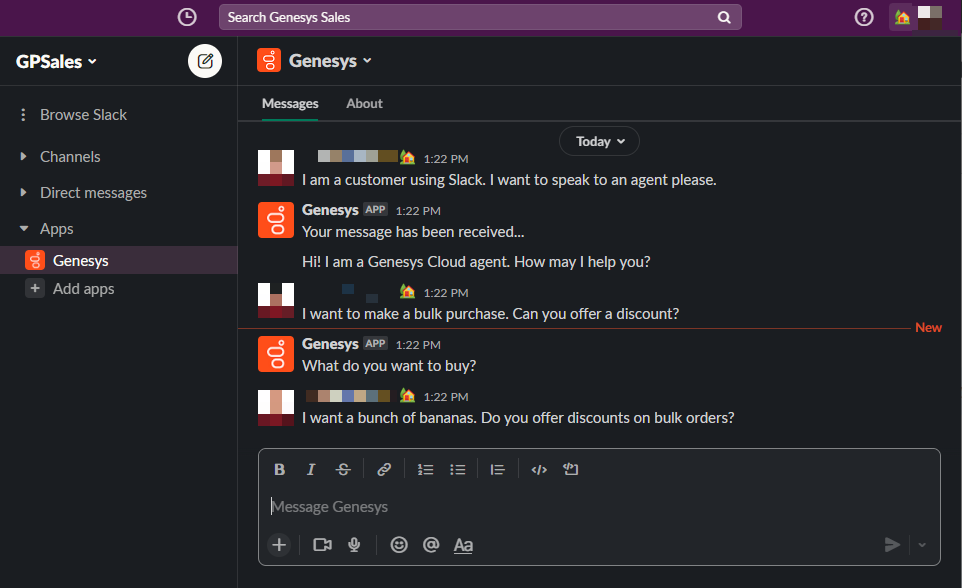 Search Genesys Sales
GPSales
Genesys
Browse Slack
Messages About
Channels
Direct messages
Apps
Genesys
Add apps
Today
1:22 PM
I am a customer using Slack. I want to speak to an agent please.
Genesys APP 1:22 PM
Your message has been received...
Hi! I am a Genesys Cloud agent. How may I help you?
1:22 PM
I want to make a bulk purchase. Can you offer a discount?
New
Genesys APP 1:22 PM
What do you want to buy?
1:22 PM
I want a bunch of bananas. Do you offer discounts on bulk orders?
B I S
Message Genesys
@ Aa